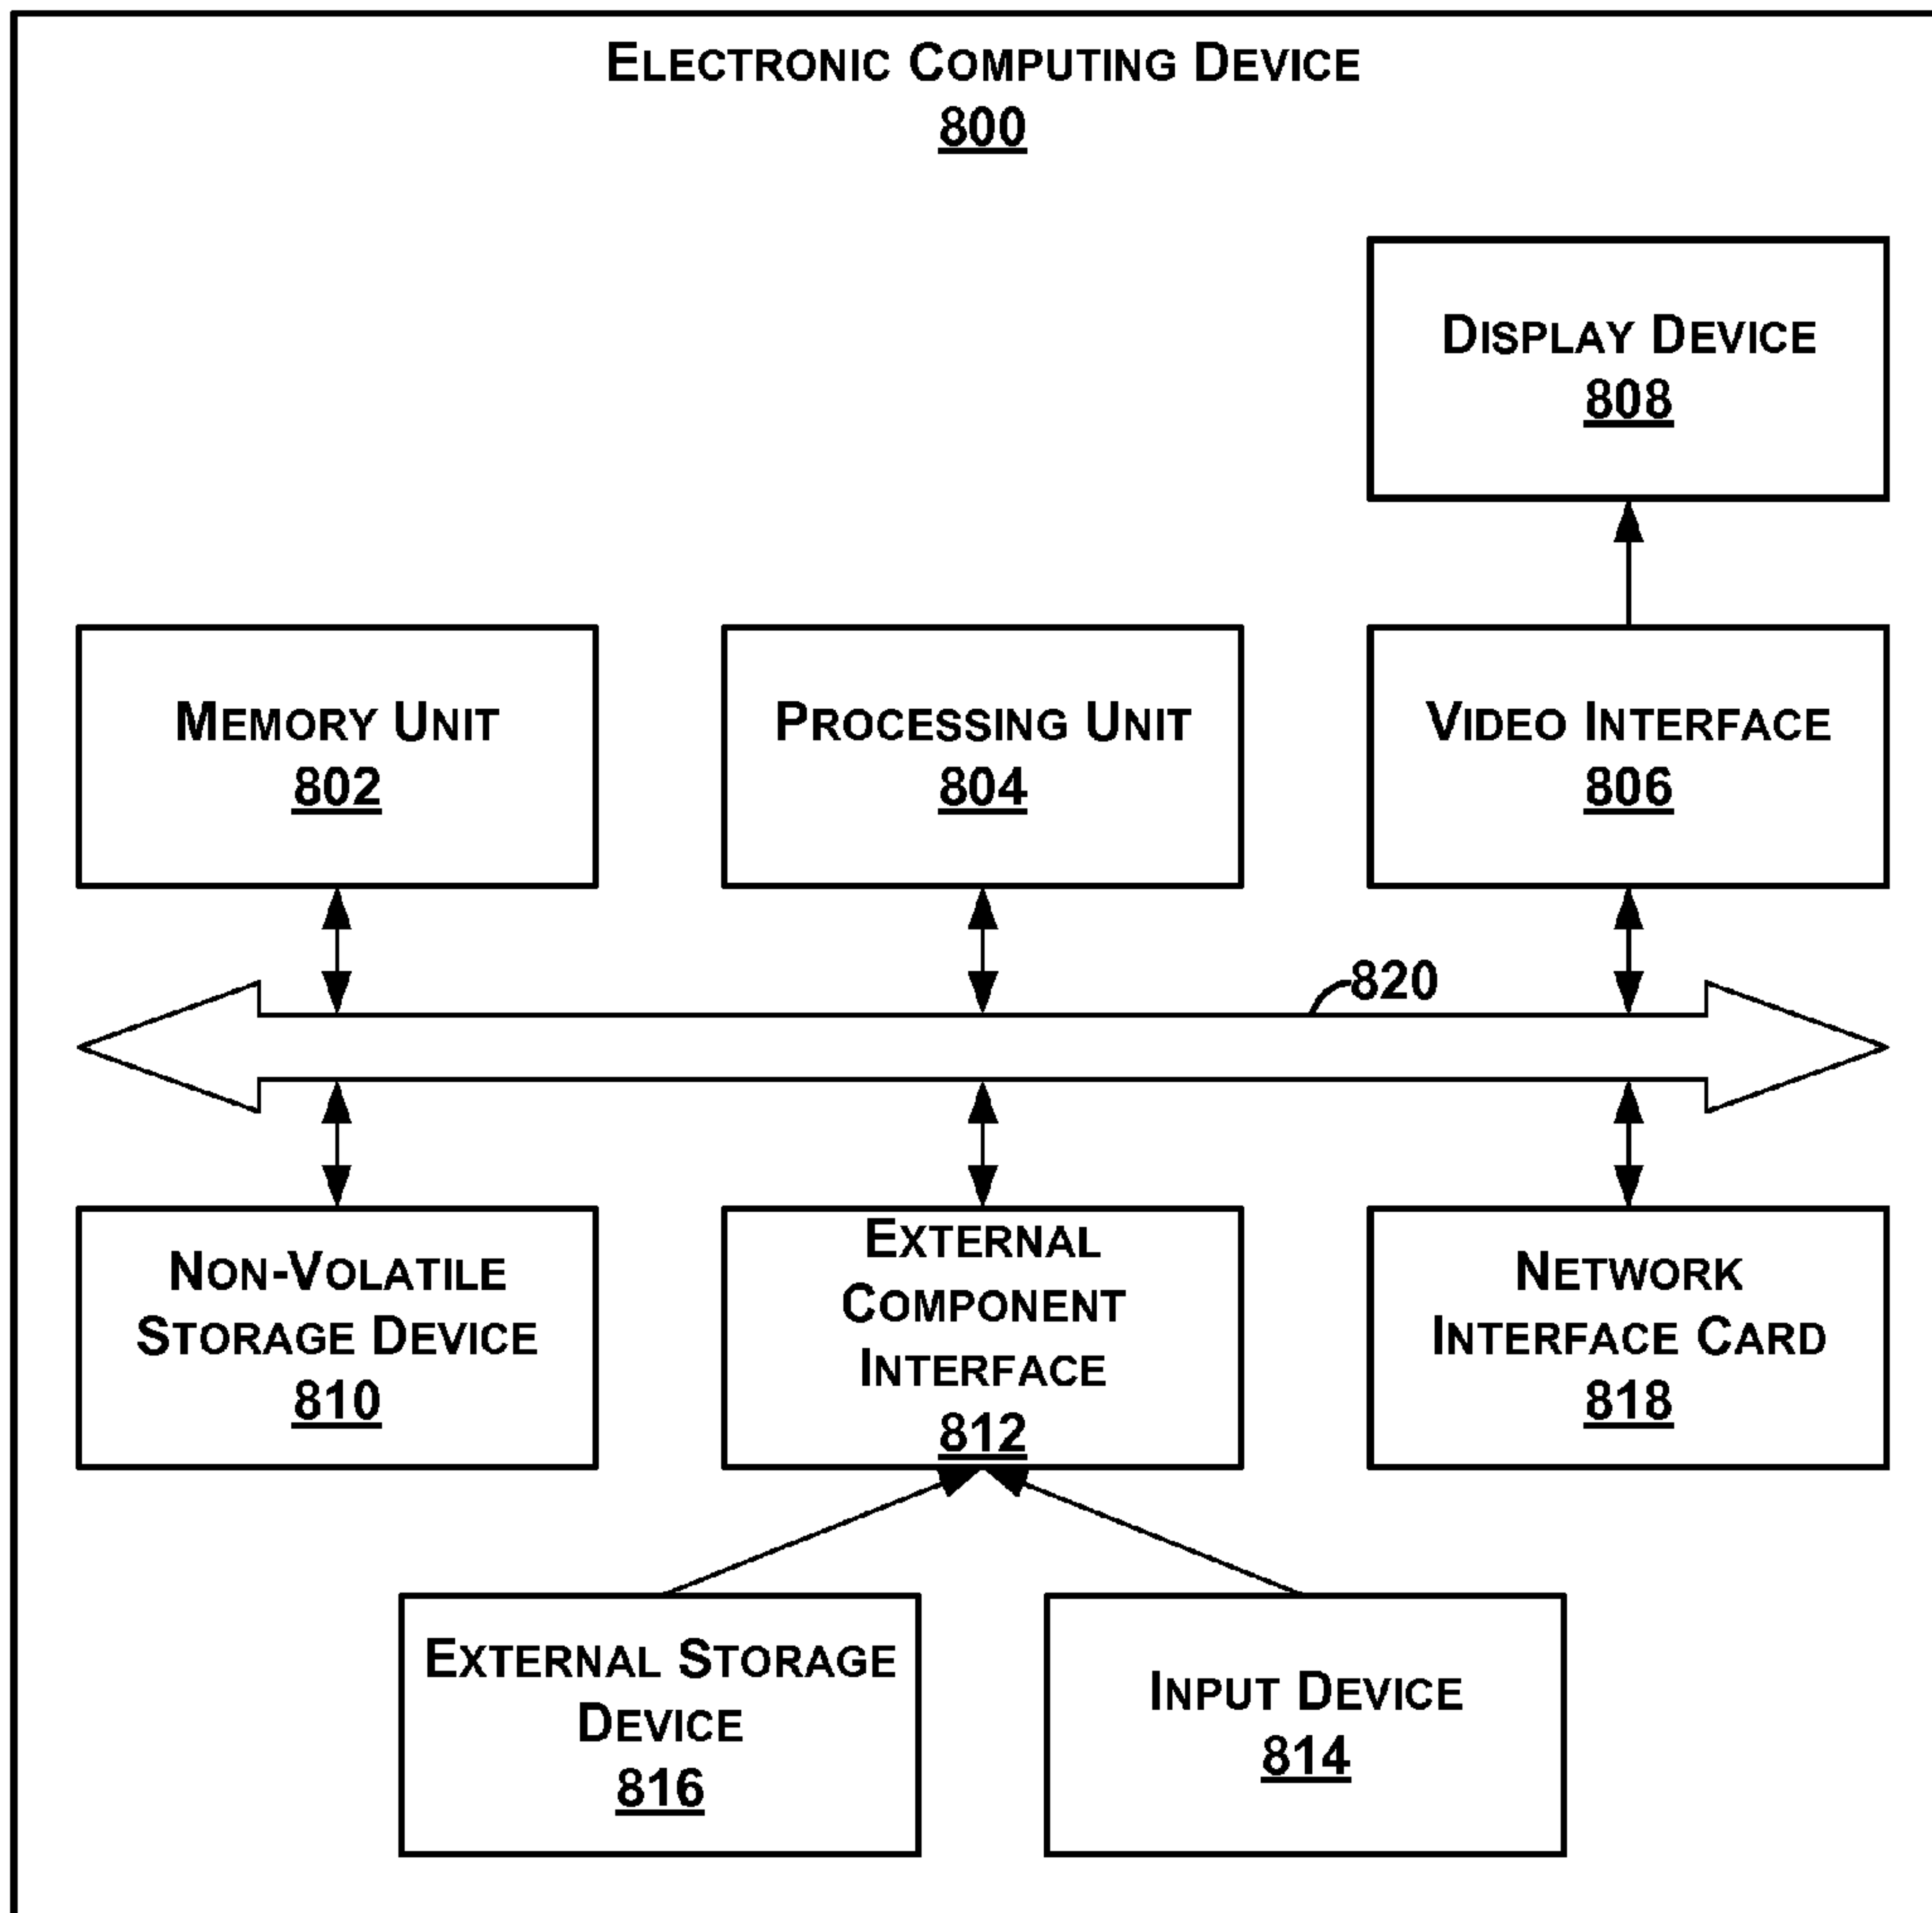 ELECTRONIC COMPUTING DEVICE
800
DISPLAY DEVICE
808
MEMORY UNIT
802
PROCESSING UNIT
804
VIDEO INTERFACE
806
820
NON-VOLATILE
STORAGE DEVICE
810
EXTERNAL
COMPONENT
INTERFACE
812
NETWORK
INTERFACE CARD
818
EXTERNAL STORAGE
DEVICE
816
INPUT DEVICE
814